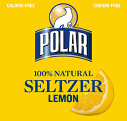 CALORIE-FREE SODIUM-FREE
POLAR
100% NATURAL
SELTZER
LEMON